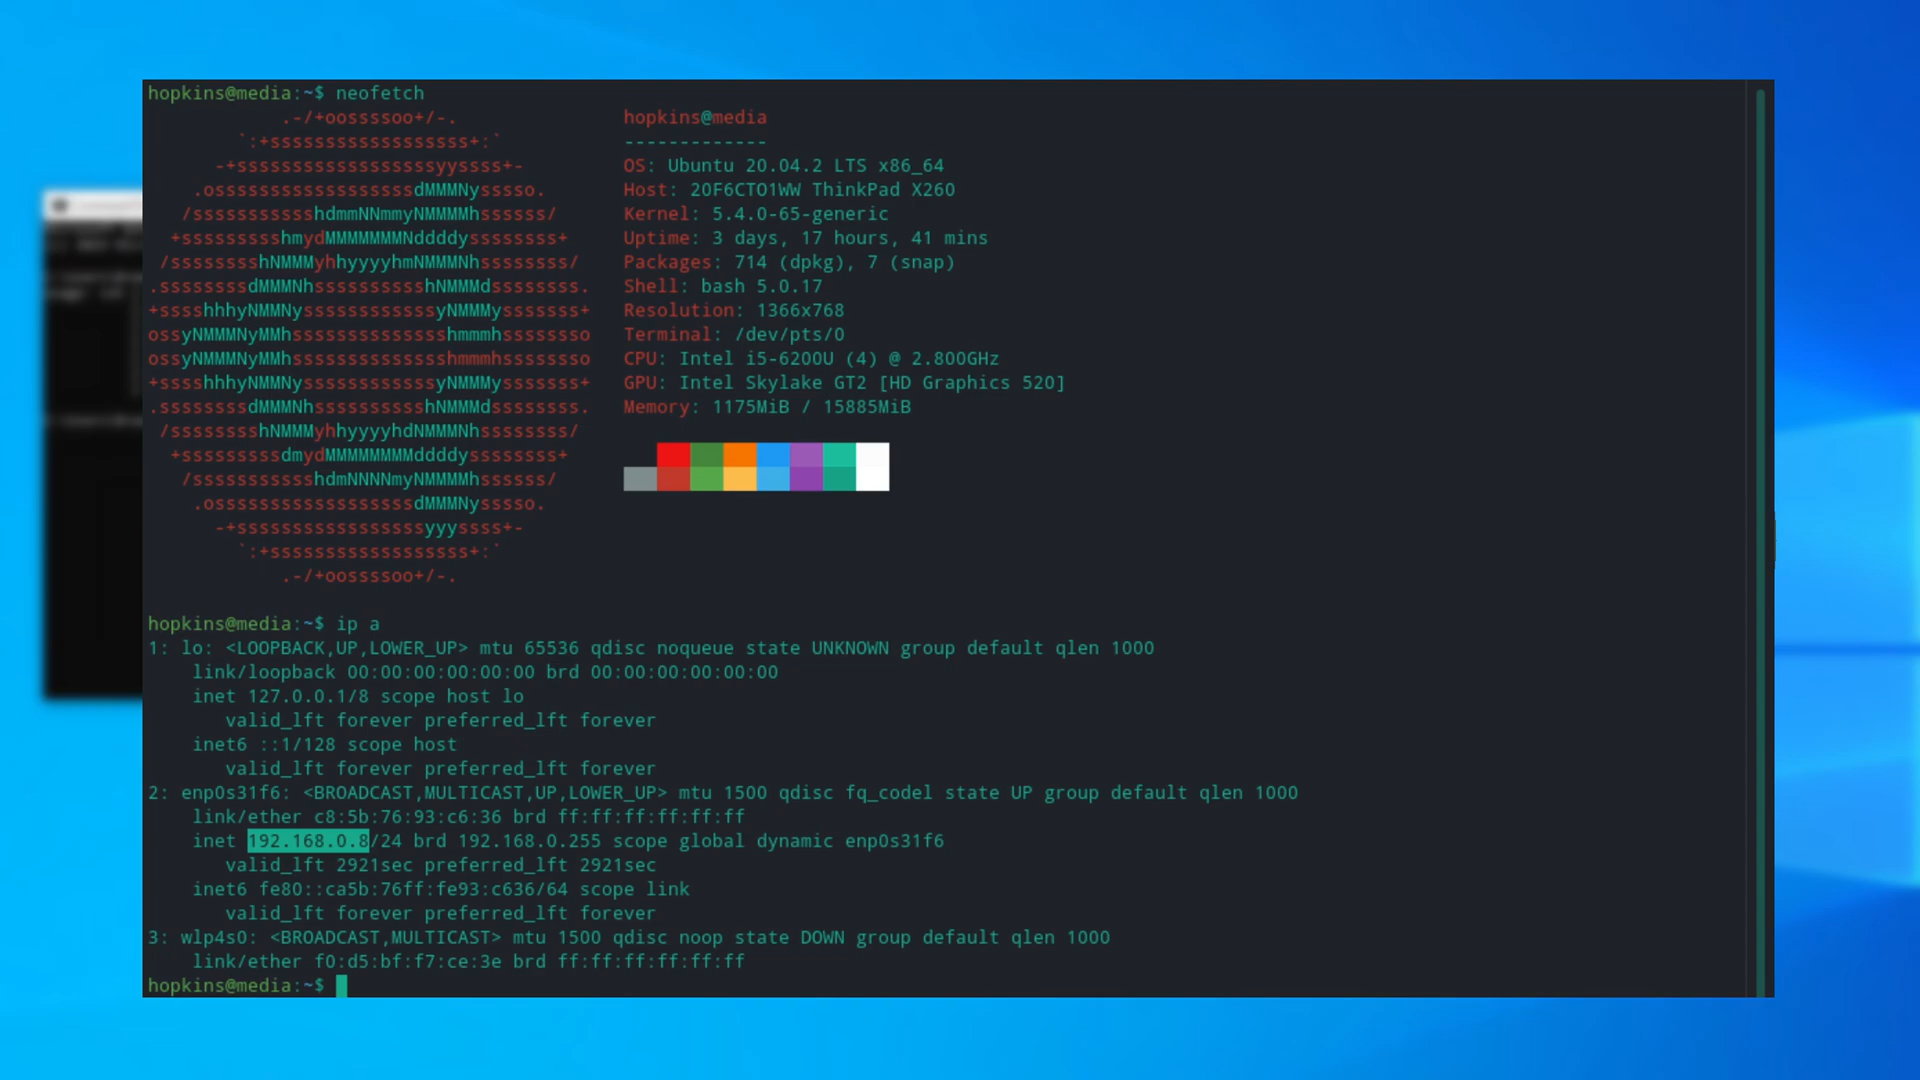 hopkins@media:~$ neofetch
.-/+oossssoo+/-.
hopkins@media
`:+ssssssssssssssssss+:`
-------------
-+ssssssssssssssssssyyssss+-
OS: Ubuntu 20.04.2 LTS x86_64
.ossssssssssssssssssdMMMNysssso.
Host: 20F6CTO1WW ThinkPad X260
/ssssssssssshdmmNNmmyNMMMMhssssss/
Kernel: 5.4.0-65-generic
+ssssssssshmydMMMMMMMNddddyssssssss+
Uptime: 3 days, 17 hours, 41 mins
/sssssssshNMMMyhhyyyyhmNMMMNhssssssss/
Packages: 714 (dpkg), 7 (snap)
.ssssssssdMMMNhsssssssssshNMMMdssssssss.
Shell: bash 5.0.17
+sssshhhyNMMNyssssssssssssyNMMMysssssss+
Resolution: 1366x768
ossyNMMMNyMMhsssssssssssssshmmmhssssssso
Terminal: /dev/pts/0
ossyNMMMNyMMhsssssssssssssshmmmhssssssso
CPU: Intel i5-6200U (4) @ 2.800GHz
+sssshhhyNMMNyssssssssssssyNMMMysssssss+
GPU: Intel Skylake GT2 [HD Graphics 520]
.ssssssssdMMMNhsssssssssshNMMMdssssssss.
Memory: 1175MiB / 15885MiB
/sssssssshNMMMyhhyyyyhdNMMMNhssssssss/
+sssssssssdmydMMMMMMMMddddyssssssss+
/ssssssssssshdmNNNNmyNMMMMhssssss/
.ossssssssssssssssssdMMMNysssso.
-+sssssssssssssssssyyyssss+-
`:+ssssssssssssssssss+:`
.-/+oossssoo+/-.
hopkins@media:~$ ip a
1: lo: <LOOPBACK,UP,LOWER_UP> mtu 65536 qdisc noqueue state UNKNOWN group default qlen 1000
link/loopback 00:00:00:00:00:00 brd 00:00:00:00:00:00
inet 127.0.0.1/8 scope host lo
valid_lft forever preferred_lft forever
inet6 ::1/128 scope host
valid_lft forever preferred_lft forever
2: enp0s31f6: <BROADCAST,MULTICAST,UP,LOWER_UP> mtu 1500 qdisc fq_codel state UP group default qlen 1000
link/ether c8:5b:76:93:c6:36 brd ff:ff:ff:ff:ff:ff
inet 192.168.0.8/24 brd 192.168.0.255 scope global dynamic enp0s31f6
valid_lft 2921sec preferred_lft 2921sec
inet6 fe80::ca5b:76ff:fe93:c636/64 scope link
valid_lft forever preferred_lft forever
3: wlp4s0: <BROADCAST,MULTICAST> mtu 1500 qdisc noop state DOWN group default qlen 1000
link/ether f0:d5:bf:f7:ce:3e brd ff:ff:ff:ff:ff:ff
hopkins@media:~$